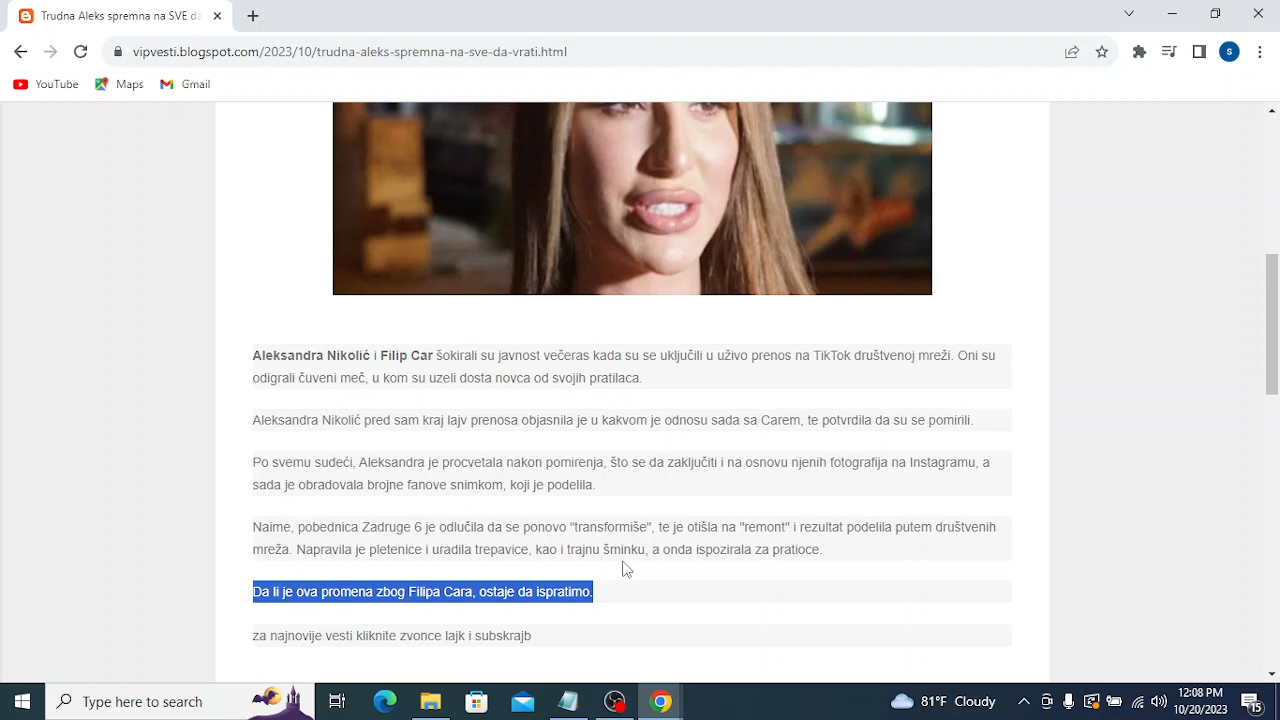 Trudna Aleks spremna na SVE da
vipvesti.blogspot.com/2023/10/trudna-aleks-spremna-na-sve-da-vrati.html
S
YouTube
Maps
Gmail
Aleksandra Nikolić i Filip Car šokirali su javnost večeras kada su se uključili u uživo prenos na TikTok društvenoj mreži. Oni su
odigrali čuveni meč, u kom su uzeli dosta novca od svojih pratilaca.
Aleksandra Nikolić pred sam kraj lajv prenosa objasnila je u kakvom je odnosu sada sa Carem, te potvrdila da su se pomirili.
Po svemu sudeći, Aleksandra je procvetala nakon pomirenja, što se da zaključiti i na osnovu njenih fotografija na Instagramu, a
sada je obradovala brojne fanove snimkom, koji je podelila.
Naime, pobednica Zadruge 6 je odlučila da se ponovo "transformiše", te je otišla na "remont" i rezultat podelila putem društvenih
mreža. Napravila je pletenice i uradila trepavice, kao i trajnu šminku, a onda ispozirala za pratioce.
Da li je ova promena zbog Filipa Cara, ostaje da ispratimo.
za najnovije vesti kliknite zvonce lajk i subskrajb
Type here to search
81°F Cloudy
12:08 PM
10/20/2023
15